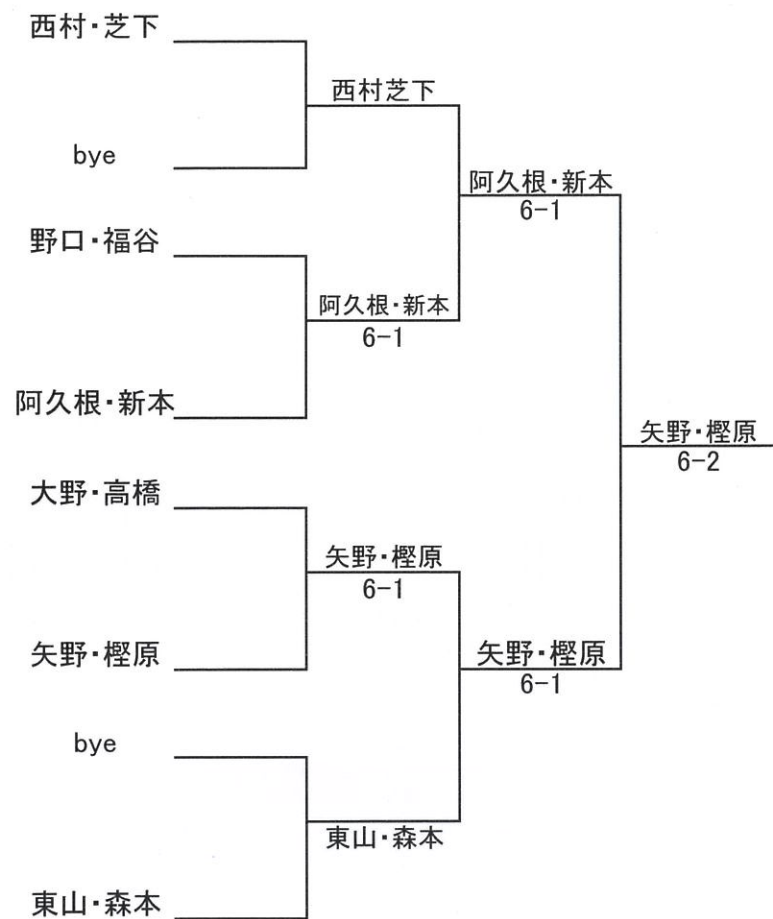 西村・芝下
bye
野口・福谷
阿久根・新本
大野・高橋
矢野・樫原
bye
東山・森本
西村芝下
阿久根・新本
6-1
矢野・樫原
6-1
東山・森本
阿久根・新本
6-1
矢野・樫原
6-1
矢野・樫原
6-2